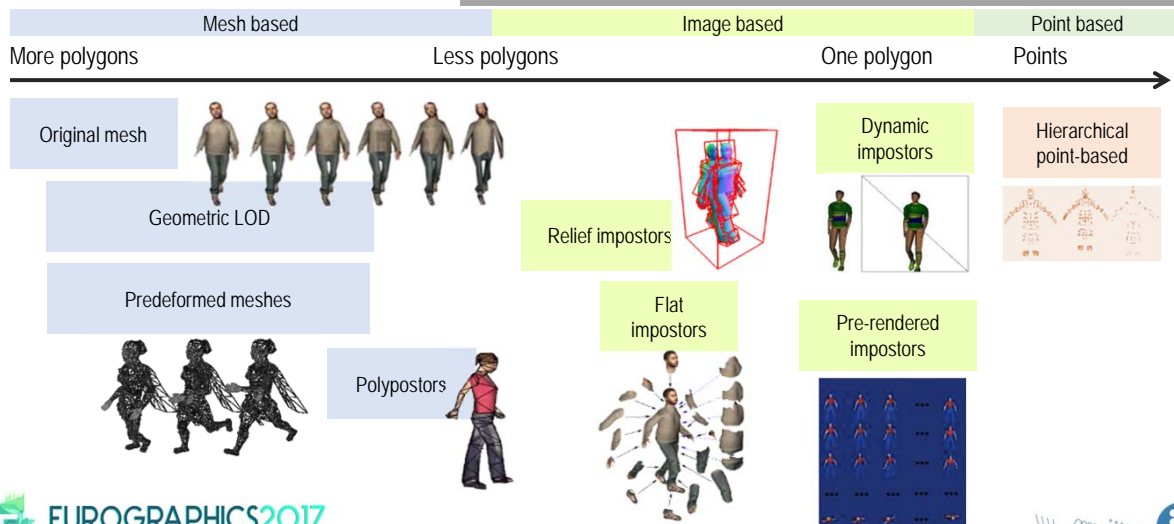 Mesh based
Image based
Point based
More polygons
Less polygons
One polygon
Points
Original mesh
Geometric LOD
Predeformed meshes
Polypostors
Relief impostors
Flat
impostors
Dynamic
impostors
Pre-rendered
impostors
Hierarchical
point-based
EUROGRAPHICS2017